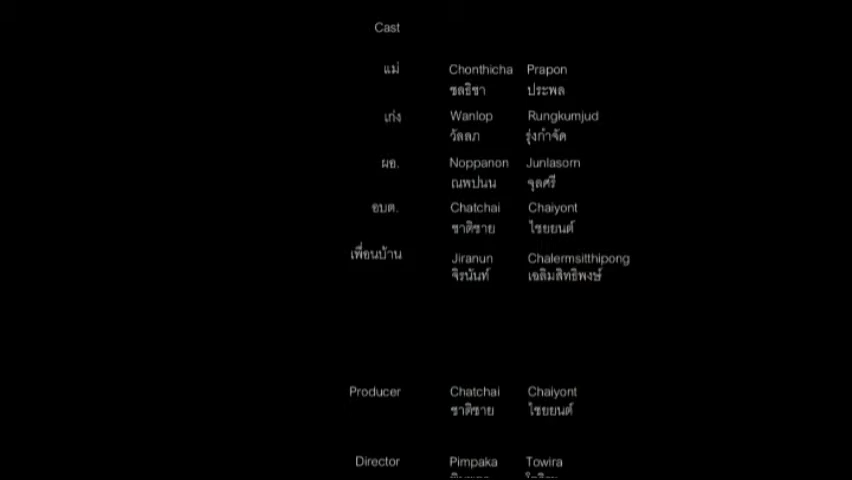 Cast
แม่ Chonthicha Prapon
ชลธิชา ประพล
เก่ง Wanlop Rungkumjud
วัลลภ รุ่งกำจัด
ผอ. Noppanon Junlasorn
ณพปนน จุลศรี
อบต. Chatchai Chaiyont
ชาติชาย ไชยยนต์
เพื่อนบ้าน Jiranun Chalermsitthipong
จิรนันท์ เฉลิมสิทธิพงษ์
Producer Chatchai Chaiyont
ชาติชาย ไชยยนต์
Director Pimpaka Towira